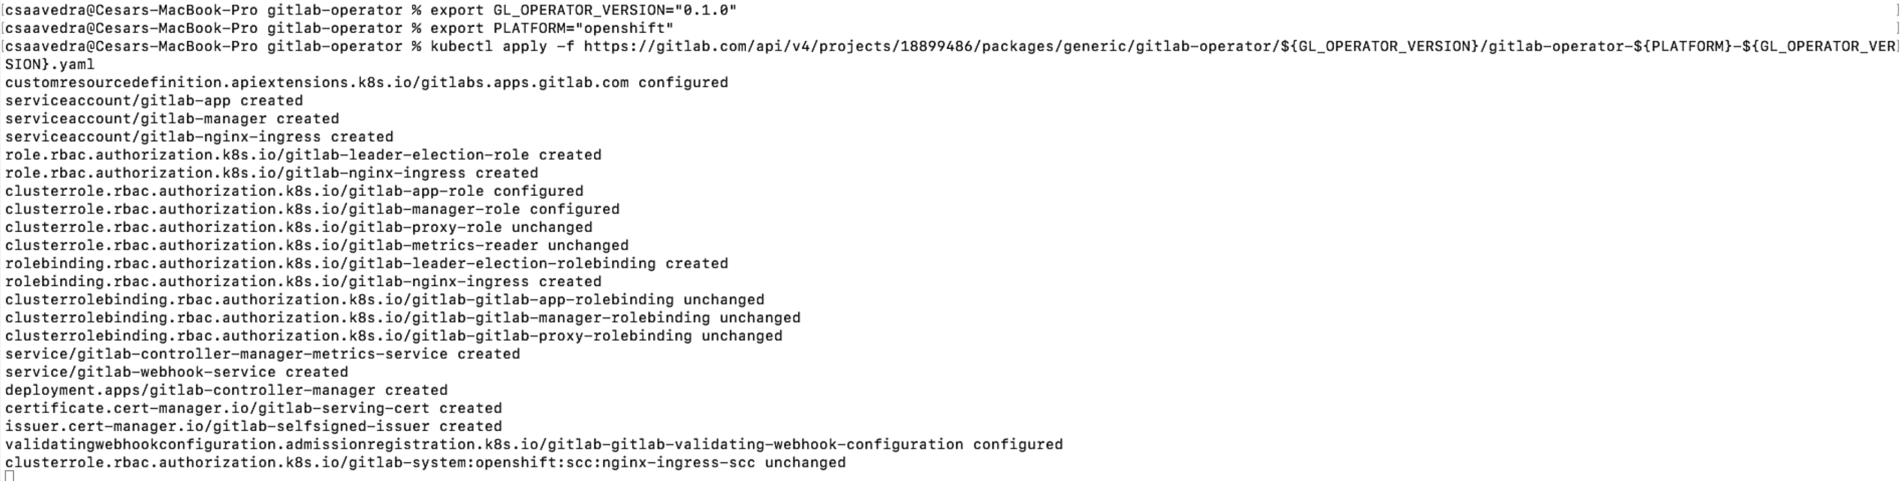 [csaavedra@Cesars-MacBook-Pro gitlab-operator % export GL_OPERATOR_VERSION="0.1.0" ]
[csaavedra@Cesars-MacBook-Pro gitlab-operator % export PLATFORM="openshift" ]
[csaavedra@Cesars-MacBook-Pro gitlab-operator % kubectl apply -f https://gitlab.com/api/v4/projects/18899486/packages/generic/gitlab-operator/${GL_OPERATOR_VERSION}/gitlab-operator-${PLATFORM}-${GL_OPERATOR_VER]
SION}.yaml
customresourcedefinition.apiextensions.k8s.io/gitlabs.apps.gitlab.com configured
serviceaccount/gitlab-app created
serviceaccount/gitlab-manager created
serviceaccount/gitlab-nginx-ingress created
role.rbac.authorization.k8s.io/gitlab-leader-election-role created
role.rbac.authorization.k8s.io/gitlab-nginx-ingress created
clusterrole.rbac.authorization.k8s.io/gitlab-app-role configured
clusterrole.rbac.authorization.k8s.io/gitlab-manager-role configured
clusterrole.rbac.authorization.k8s.io/gitlab-proxy-role unchanged
clusterrole.rbac.authorization.k8s.io/gitlab-metrics-reader unchanged
rolebinding.rbac.authorization.k8s.io/gitlab-leader-election-rolebinding created
rolebinding.rbac.authorization.k8s.io/gitlab-nginx-ingress created
clusterrolebinding.rbac.authorization.k8s.io/gitlab-gitlab-app-rolebinding unchanged
clusterrolebinding.rbac.authorization.k8s.io/gitlab-gitlab-manager-rolebinding unchanged
clusterrolebinding.rbac.authorization.k8s.io/gitlab-gitlab-proxy-rolebinding unchanged
service/gitlab-controller-manager-metrics-service created
service/gitlab-webhook-service created
deployment.apps/gitlab-controller-manager created
certificate.cert-manager.io/gitlab-serving-cert created
issuer.cert-manager.io/gitlab-selfsigned-issuer created
validatingwebhookconfiguration.admissionregistration.k8s.io/gitlab-gitlab-validating-webhook-configuration configured
clusterrole.rbac.authorization.k8s.io/gitlab-system:openshift:scc:nginx-ingress-scc unchanged